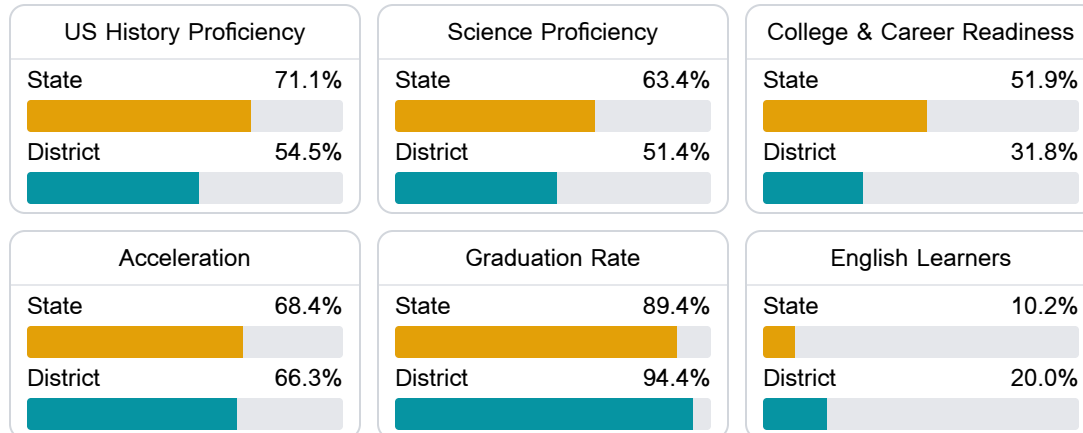 US History Proficiency
State 71.1%
District 54.5%
Science Proficiency
State 63.4%
District 51.4%
College & Career Readiness
State 51.9%
District 31.8%
Acceleration
State 68.4%
District 66.3%
Graduation Rate
State 89.4%
District 94.4%
English Learners
State 10.2%
District 20.0%